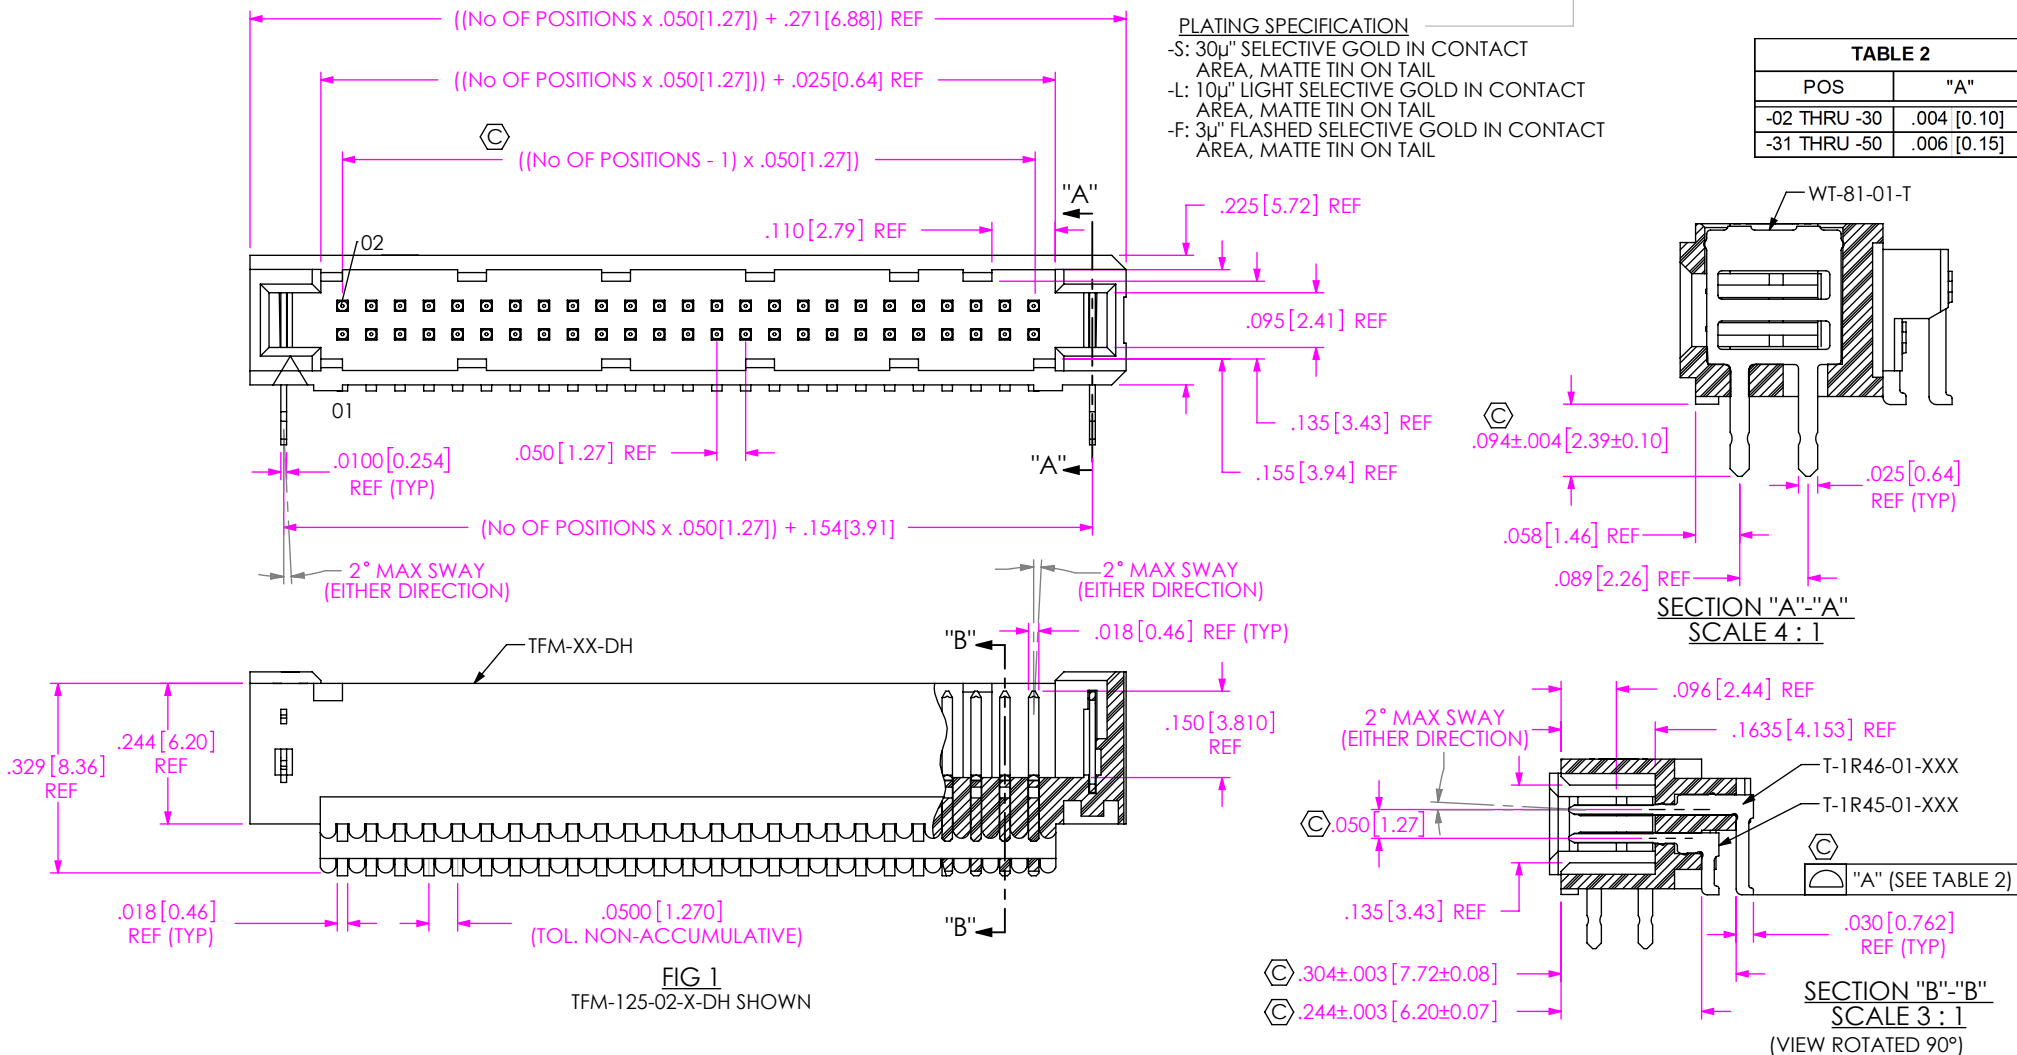 ((No OF POSITIONS x .050[1.27]) + .271[6.88]) REF
((No OF POSITIONS x .050[1.27])) + .025[0.64] REF
C
((No OF POSITIONS - 1) x .050[1.27])
PLATING SPECIFICATION
-S: 30µ" SELECTIVE GOLD IN CONTACT
AREA, MATTE TIN ON TAIL
-L: 10µ" LIGHT SELECTIVE GOLD IN CONTACT
AREA, MATTE TIN ON TAIL
-F: 3µ" FLASHED SELECTIVE GOLD IN CONTACT
AREA, MATTE TIN ON TAIL
TABLE 2
POS "A"
-02 THRU -30 .004 [0.10]
-31 THRU -50 .006 [0.15]
"A"
.225[5.72] REF
.110[2.79] REF
02
.095[2.41] REF
01
.135[3.43] REF
.050[1.27] REF
"A"
.155[3.94] REF
.0100[0.254]
REF (TYP)
(No OF POSITIONS x .050[1.27]) + .154[3.91]
2° MAX SWAY
(EITHER DIRECTION)
2° MAX SWAY
(EITHER DIRECTION)
WT-81-01-T
C
.094±.004[2.39±0.10]
.025[0.64]
REF (TYP)
.058[1.46] REF
.089[2.26] REF
SECTION "A"-"A"
SCALE 4 : 1
TFM-XX-DH
"B"
.018[0.46] REF (TYP)
.244[6.20]
REF
.329[8.36]
REF
.150[3.810]
REF
.018[0.46]
REF (TYP)
.0500[1.270]
(TOL. NON-ACCUMULATIVE)
"B"
FIG 1
TFM-125-02-X-DH SHOWN
.096[2.44] REF
2° MAX SWAY
(EITHER DIRECTION)
.1635[4.153] REF
T-1R46-01-XXX
T-1R45-01-XXX
C .050[1.27]
C
"A" (SEE TABLE 2)
.135[3.43] REF
.030[0.762]
REF (TYP)
C .304±.003[7.72±0.08]
C .244±.003[6.20±0.07]
SECTION "B"-"B"
SCALE 3 : 1
(VIEW ROTATED 90°)